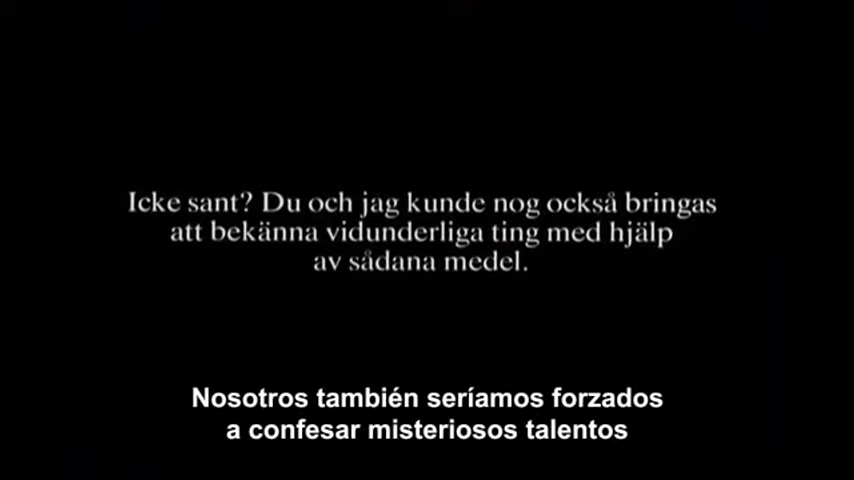 Icke sant? Du och jag kunde nog också bringas
att bekänna vidunderliga ting med hjälp
av sådana medel.
Nosotros también seríamos forzados
a confesar misteriosos talentos